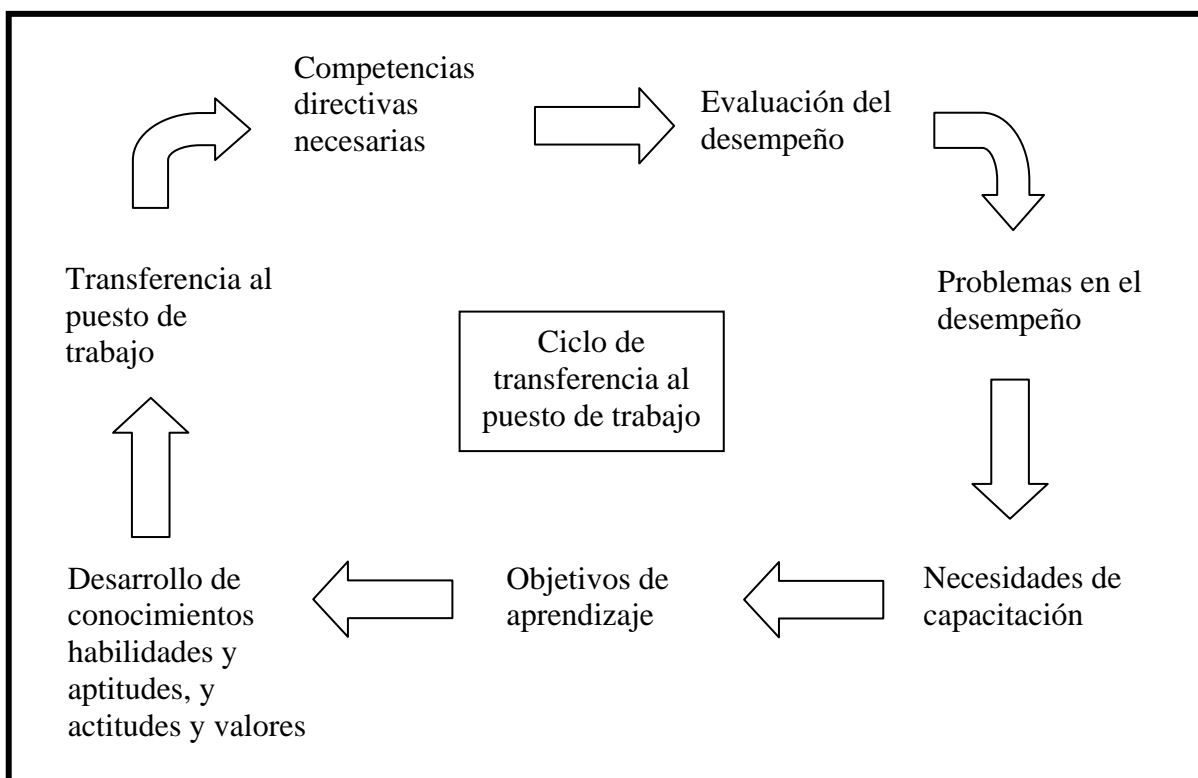 Competencias
directivas
necesarias
Evaluación del
desempeño
Problemas en el
desempeño
Necesidades de
capacitación
Objetivos de
aprendizaje
Desarrollo de
conocimientos
habilidades y
aptitudes, y
actitudes y valores
Transferencia al
puesto de
trabajo
Ciclo de
transferencia al
puesto de trabajo